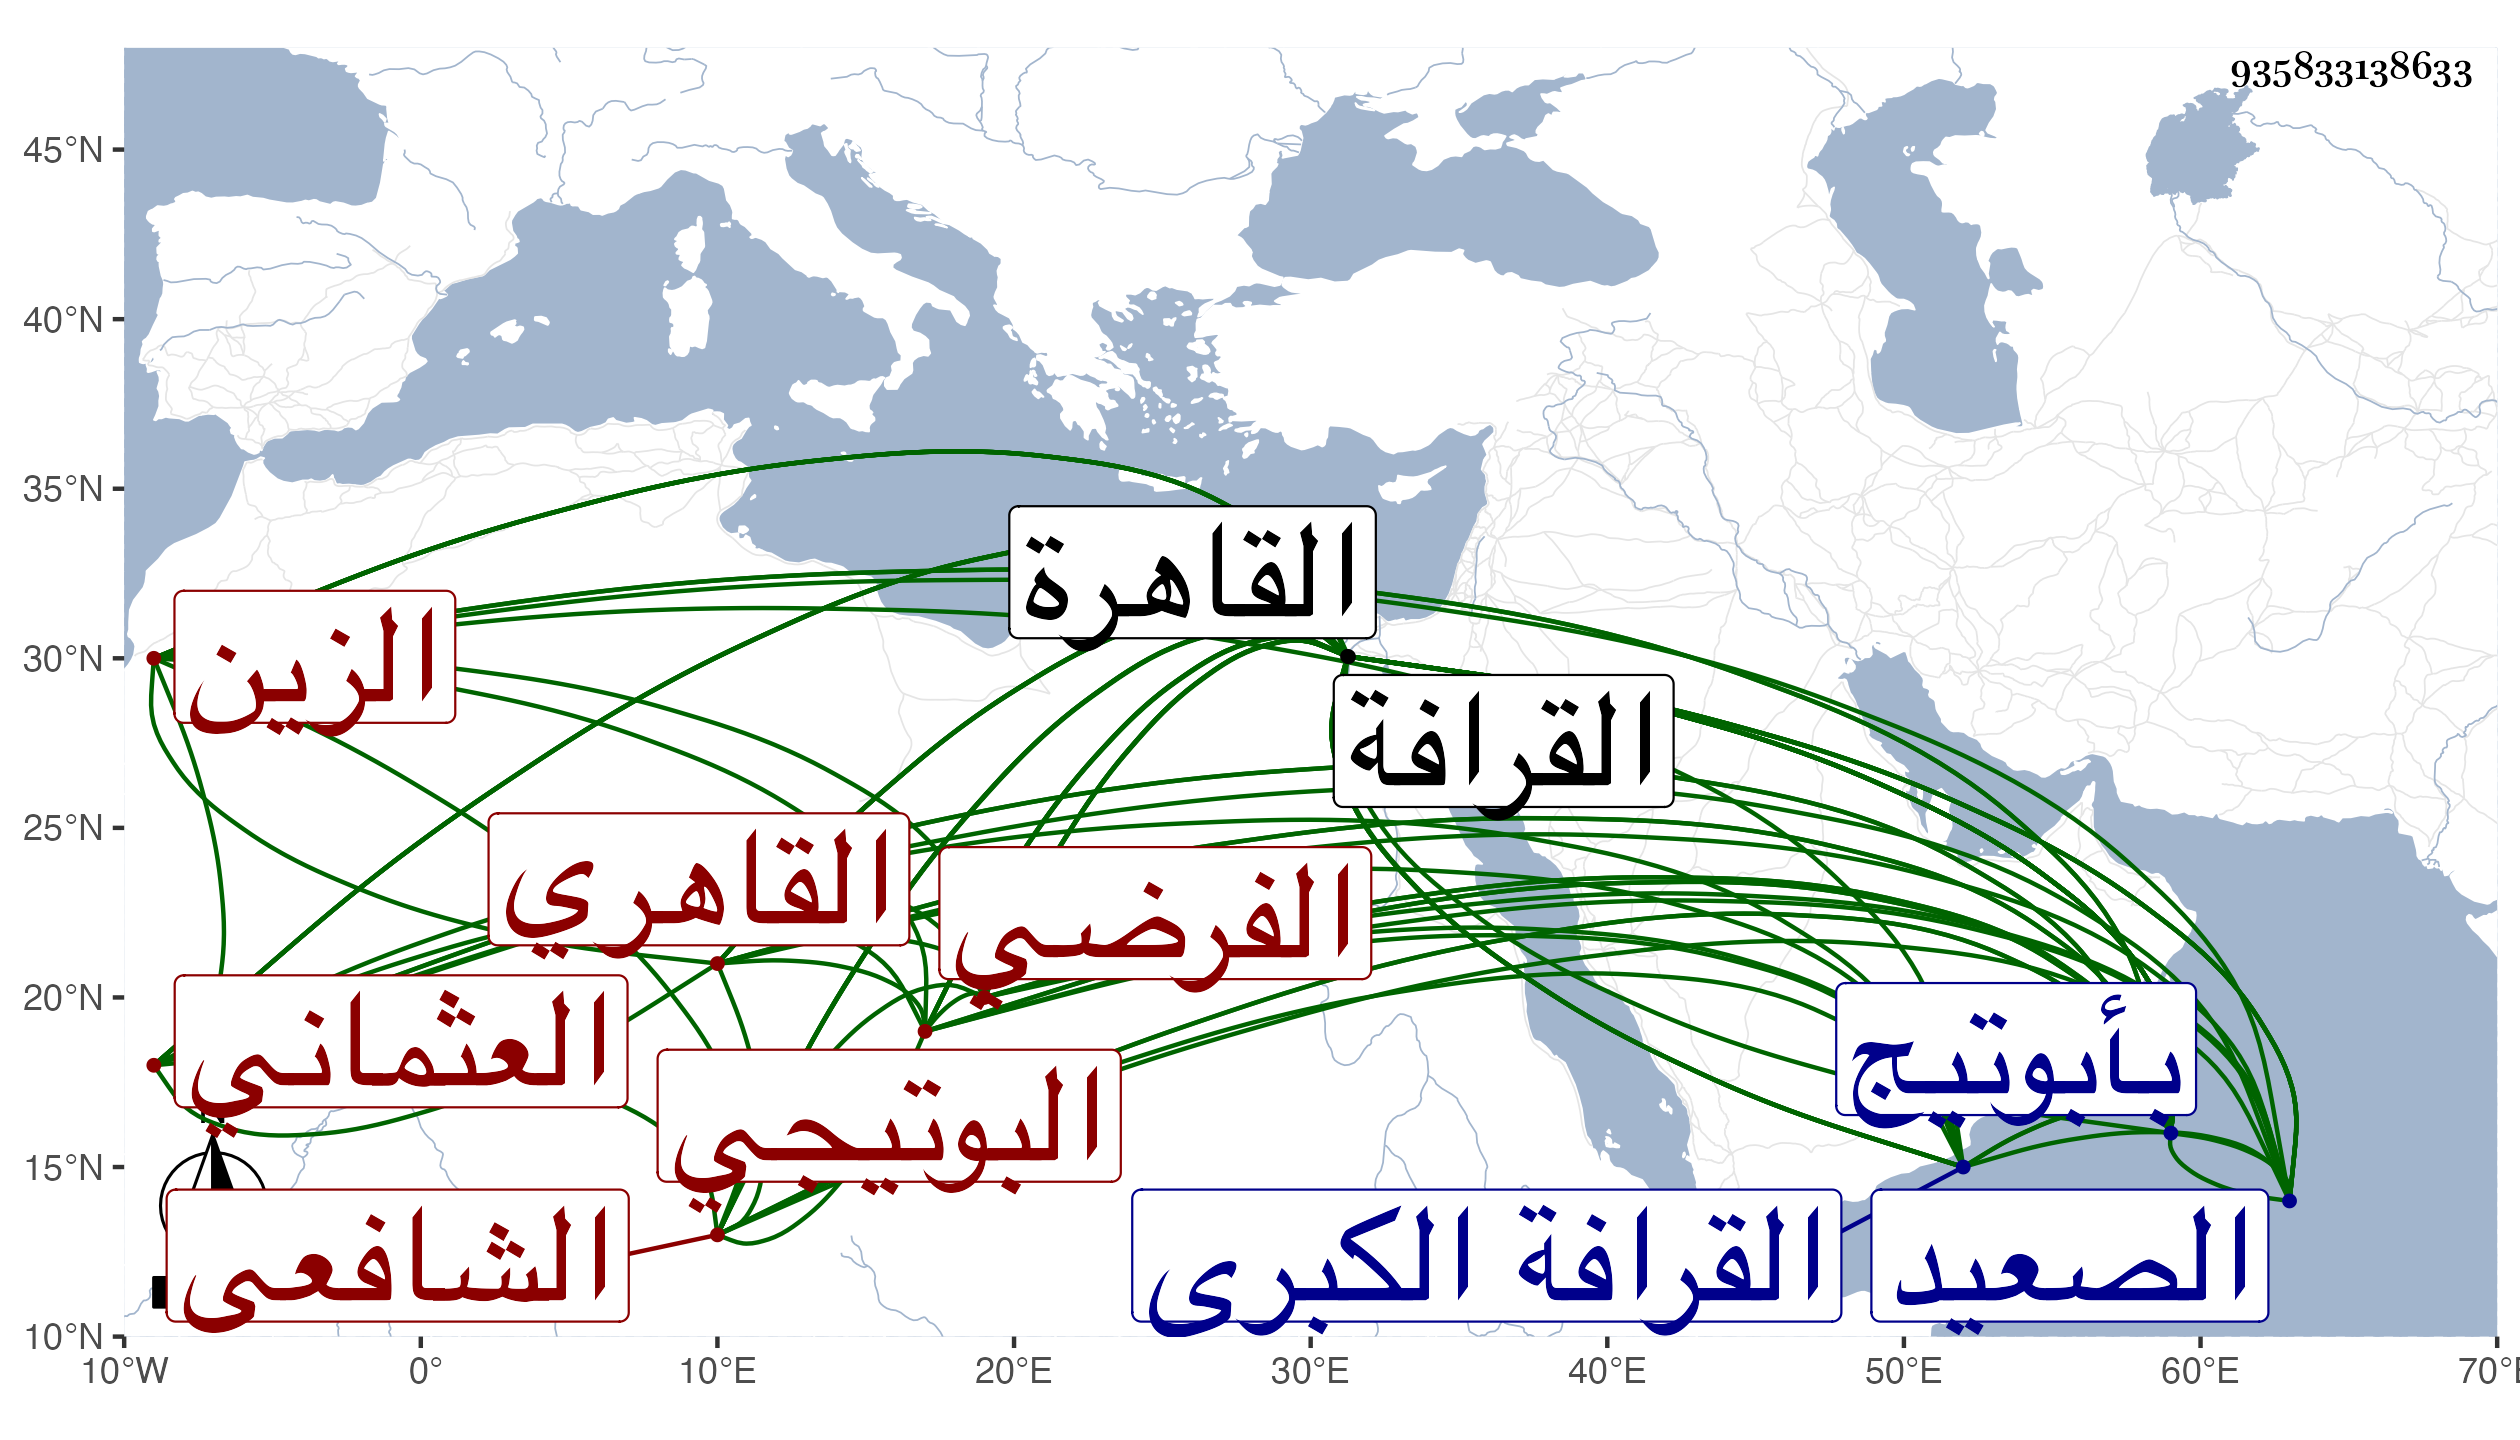 935833138633
45°N
40°N
35°N
30°N
25°N
20°N
15°N
10°N
القاهرة
الزين
القرافة
القاهري
الفرضي
العثماني
بأبوتيج
البوتيجي
الشافعي
القرافة الكبرى
الصعيد
10°W 0° 10°E 20°E 30°E 40°E 50°E 60°E 70°E